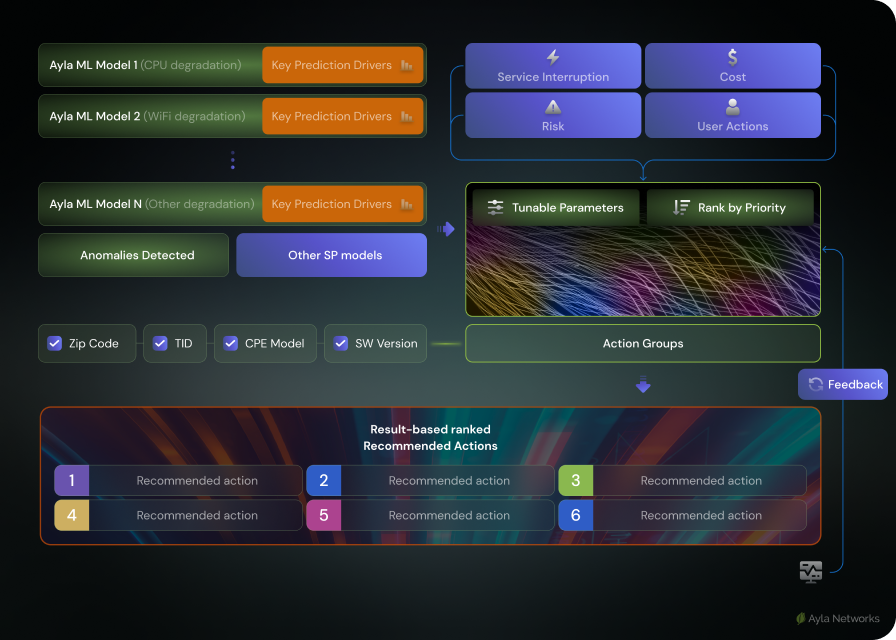 Ayla ML Model 1 (CPU degradation)
Key Prediction Drivers
Ayla ML Model 2 (WiFi degradation)
Key Prediction Drivers
Ayla ML Model N (Other degradation)
Key Prediction Drivers
Anomalies Detected
Other SP models
Service Interruption
Cost
Risk
User Actions
Tunable Parameters
Rank by Priority
Zip Code
TID
CPE Model
SW Version
Action Groups
Feedback
Result-based ranked
Recommended Actions
1 Recommended action
2 Recommended action
3 Recommended action
4 Recommended action
5 Recommended action
6 Recommended action
Ayla Networks